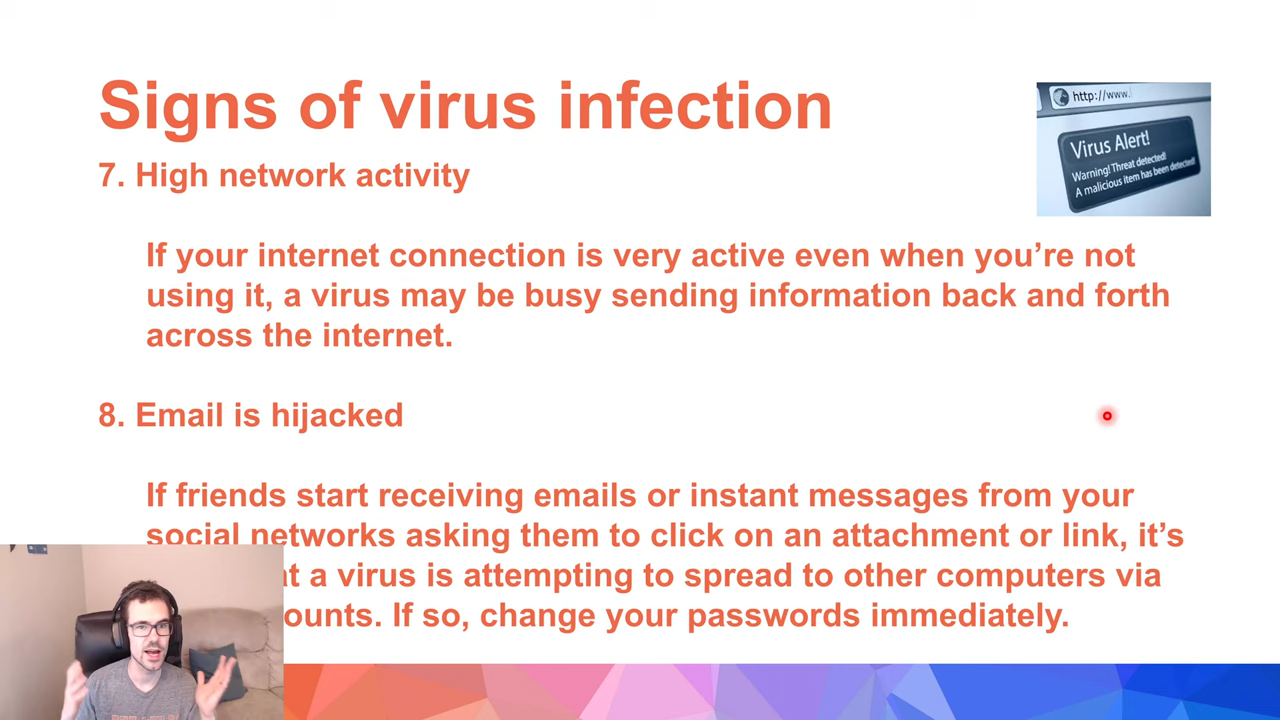 Signs of virus infection
http://www.
Virus Alert!
Warning! Threat detected!
A malicious item has been detected!
7. High network activity
If your internet connection is very active even when you’re not
using it, a virus may be busy sending information back and forth
across the internet.
8. Email is hijacked
If friends start receiving emails or instant messages from your
social networks asking them to click on an attachment or link, it’s
at a virus is attempting to spread to other computers via
ounts. If so, change your passwords immediately.